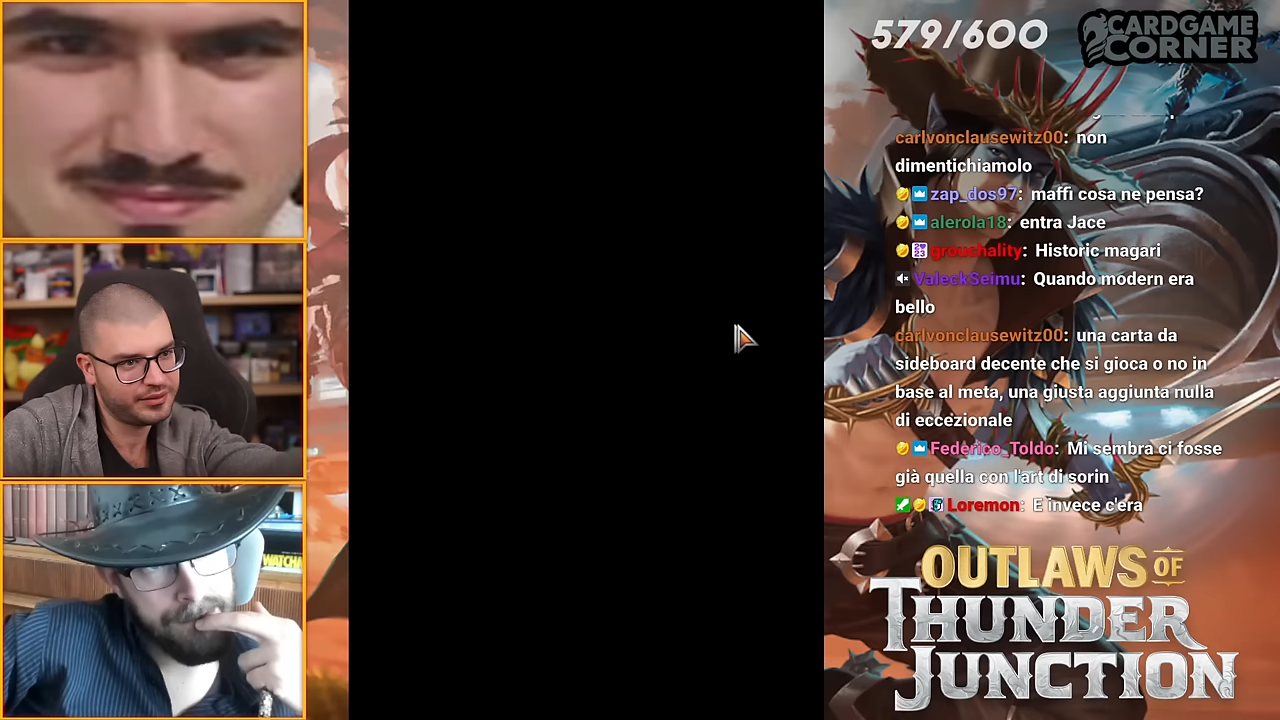 579/600
CARDGAME
CORNER
carlvonclausewitz00: non
dimentichiamolo
zap_dos97: maffi cosa ne pensa?
alerola18: entra Jace
grouchality: Historic magari
ValeckSeimu: Quando modern era
bello
carlvonclausewitz00: una carta da
sideboard decente che si gioca o no in
base al meta, una giusta aggiunta nulla
di eccezionale
Federico_Toldo: Mi sembra ci fosse
già quella con l'art di sorin
Loremon: E invece c'era
OUTLAWS OF
THUNDER
JUNCTION